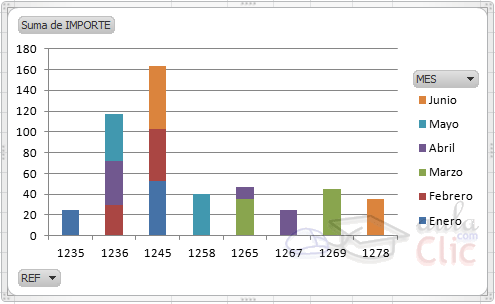 Suma de IMPORTE
180
160
140
120
100
80
60
40
20
0
1235 1236 1245 1258 1265 1267 1269 1278
MES
Junio
Mayo
Abril
Marzo
Febrero
Enero
REF
aula
.com
Clic